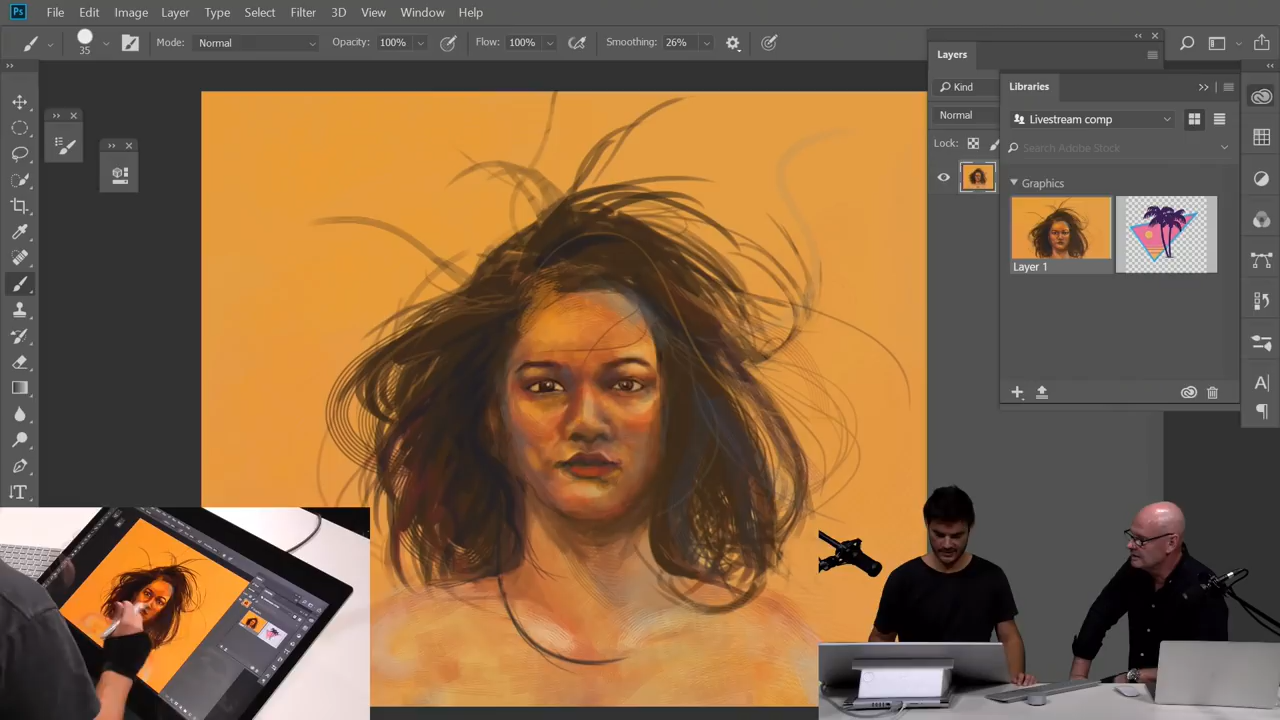 Ps File Edit Image Layer Type Select Filter 3D View Window Help
35 Mode: Normal Opacity: 100% Flow: 100% Smoothing: 26%
Layers
Kind
Normal
Lock:
Libraries
Livestream comp
Search Adobe Stock
Graphics
Layer 1